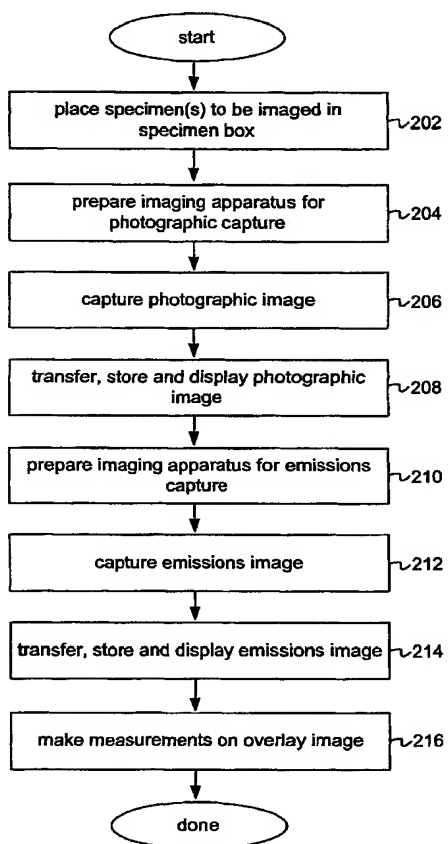 start
place specimen(s) to be imaged in
specimen box
202
prepare imaging apparatus for
photographic capture
204
capture photographic image
206
transfer, store and display photographic
image
208
prepare imaging apparatus for emissions
capture
210
capture emissions image
212
transfer, store and display emissions image
214
make measurements on overlay image
216
done